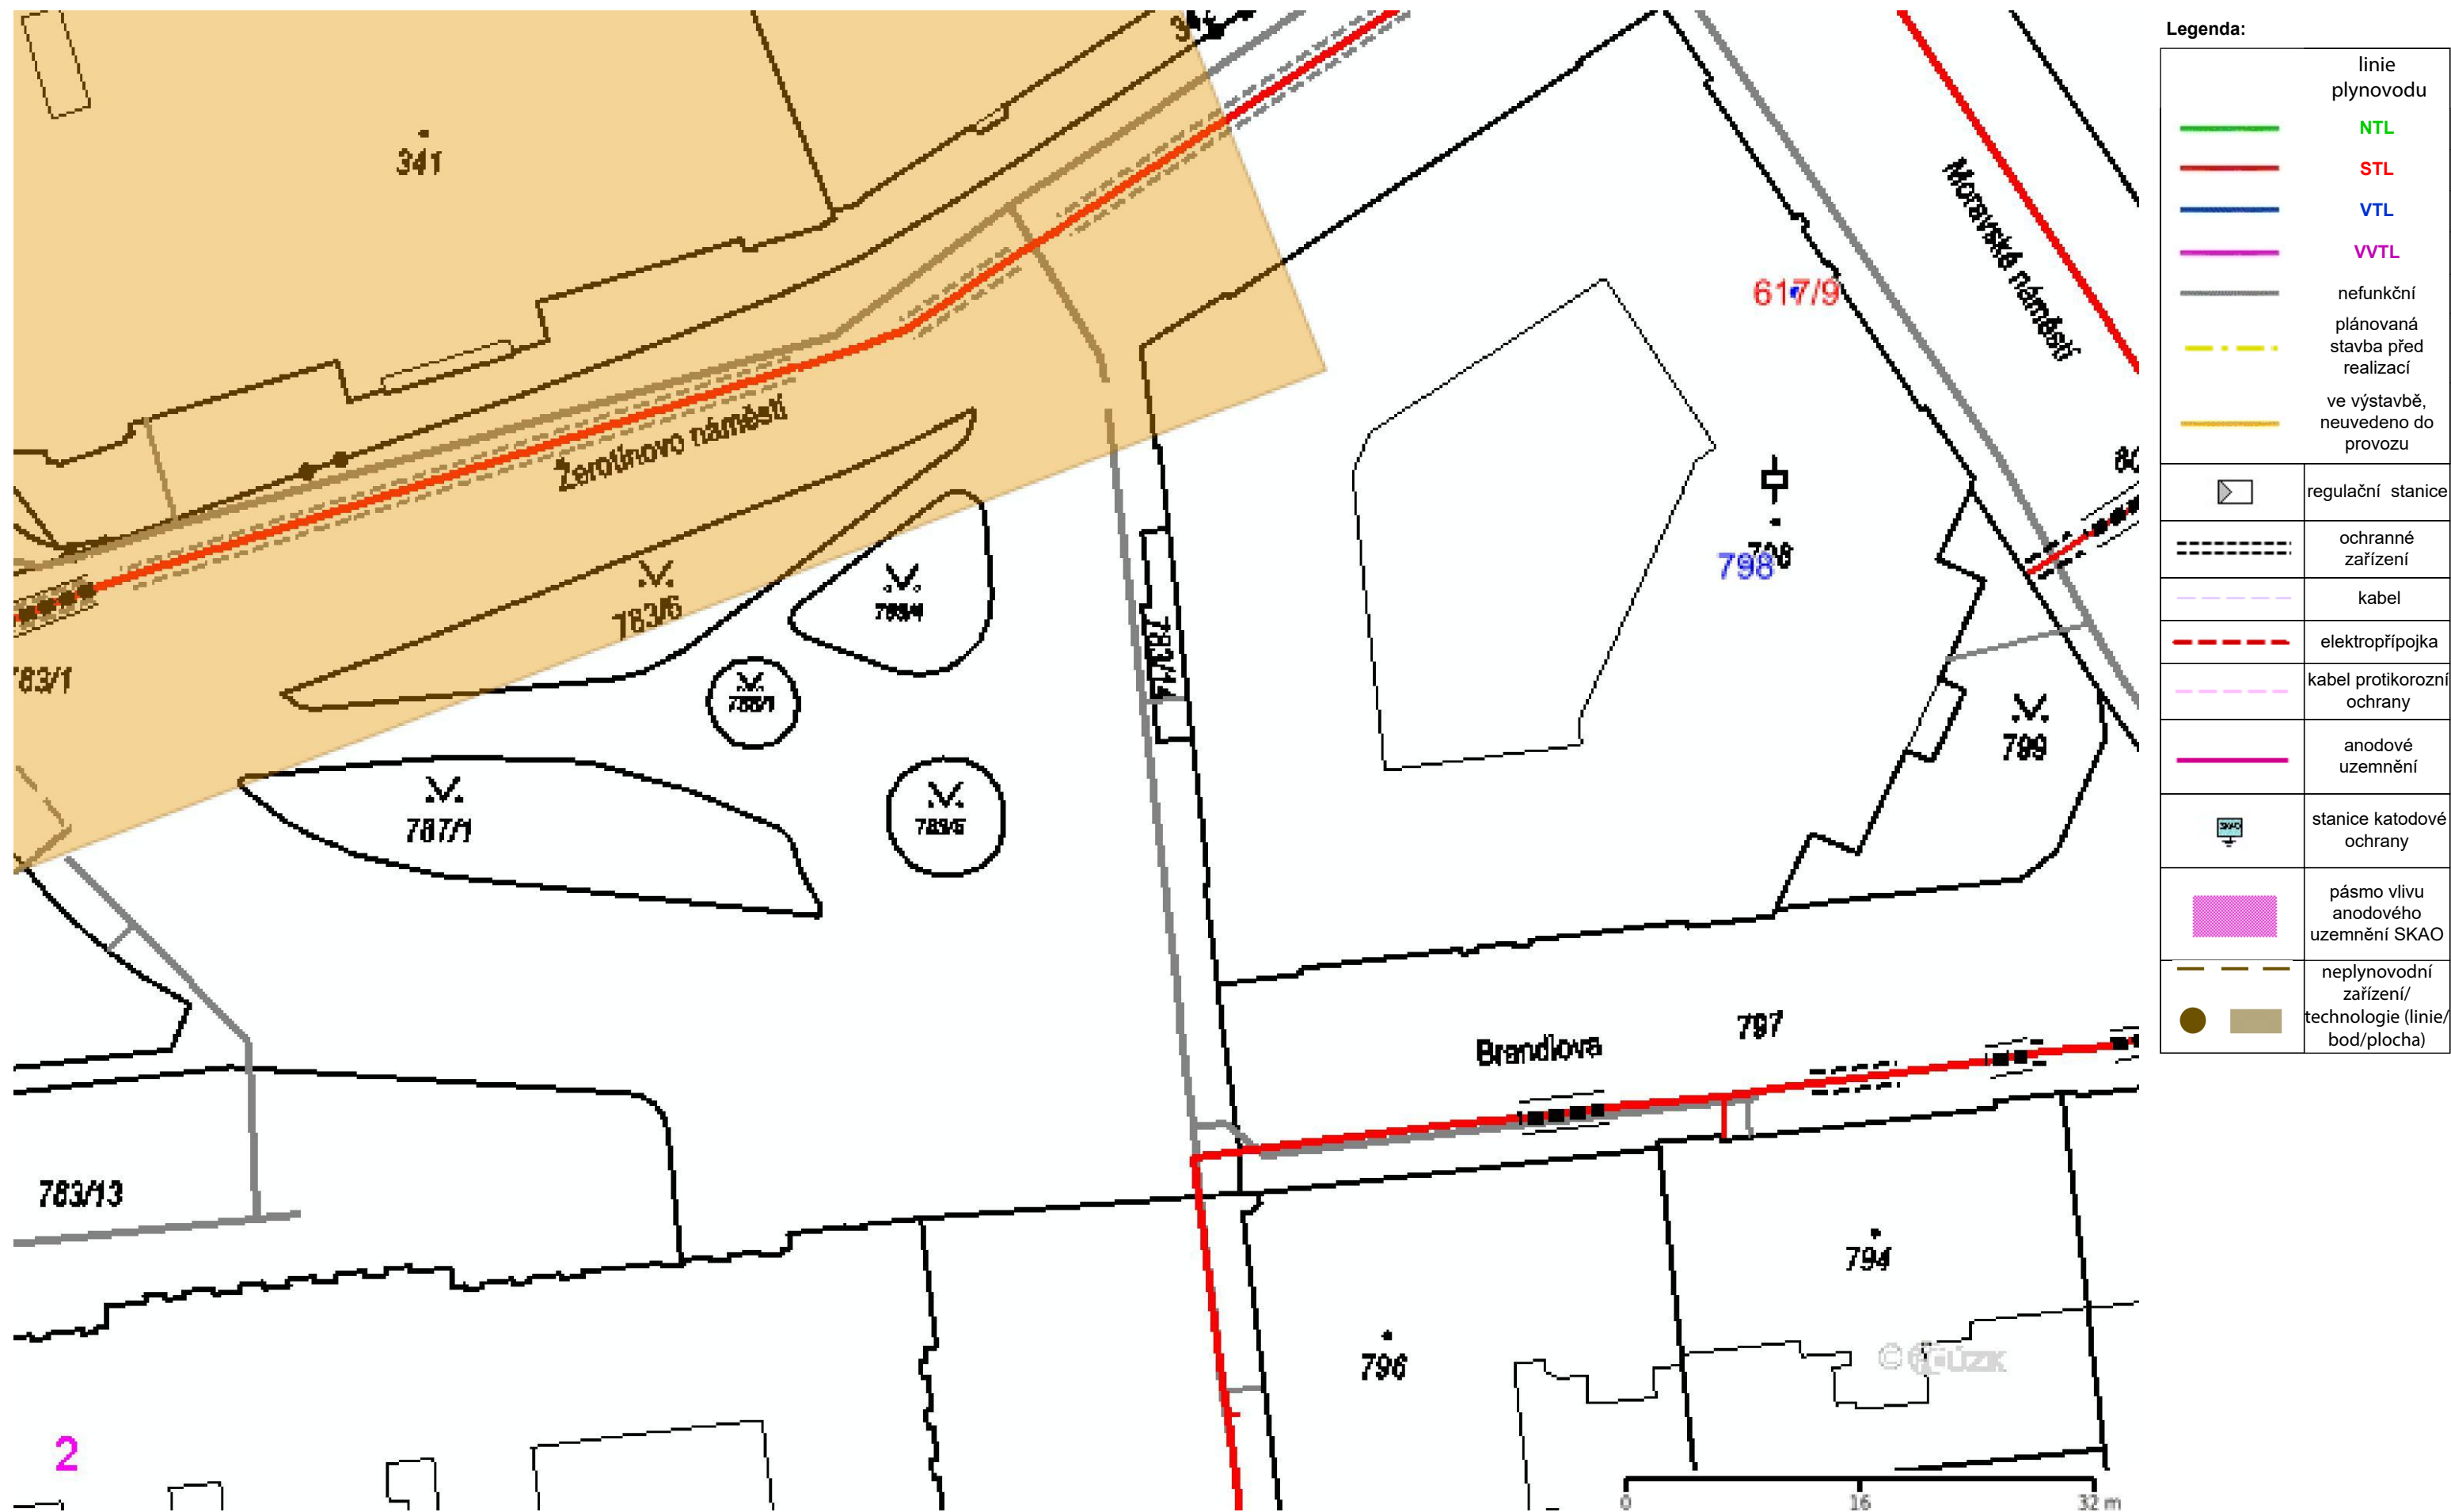 341
Moravské náměstí
617/9
Žerotínovo náměstí
798
783/6
783/14
799
787/1
797
Brandlova
783/13
794
796
2
0 16 32 m
Legenda:
linie
plynovodu
NTL
STL
VTL
VVTL
nefunkční
plánovaná
stavba před
realizací
ve výstavbě,
neuvedeno do
provozu
regulační stanice
ochranné
zařízení
kabel
elektropřípojka
kabel protikorozní
ochrany
anodové
uzemnění
stanice katodové
ochrany
pásmo vlivu
anodového
uzemnění SKAO
neplynovodní
zařízení/
technologie (linie/
bod/plocha)